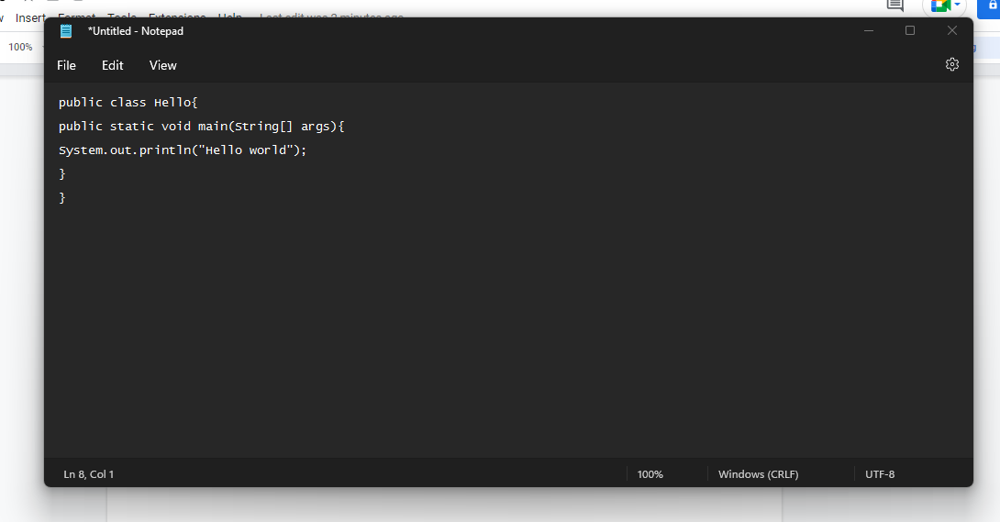 Insert Format Tools Extensions Help Last edit was 2 minutes ago
100%
*Untitled - Notepad
File Edit View
public class Hello{
public static void main(String[] args){
System.out.println("Hello world");
}
}
Ln 8, Col 1 100% Windows (CRLF) UTF-8